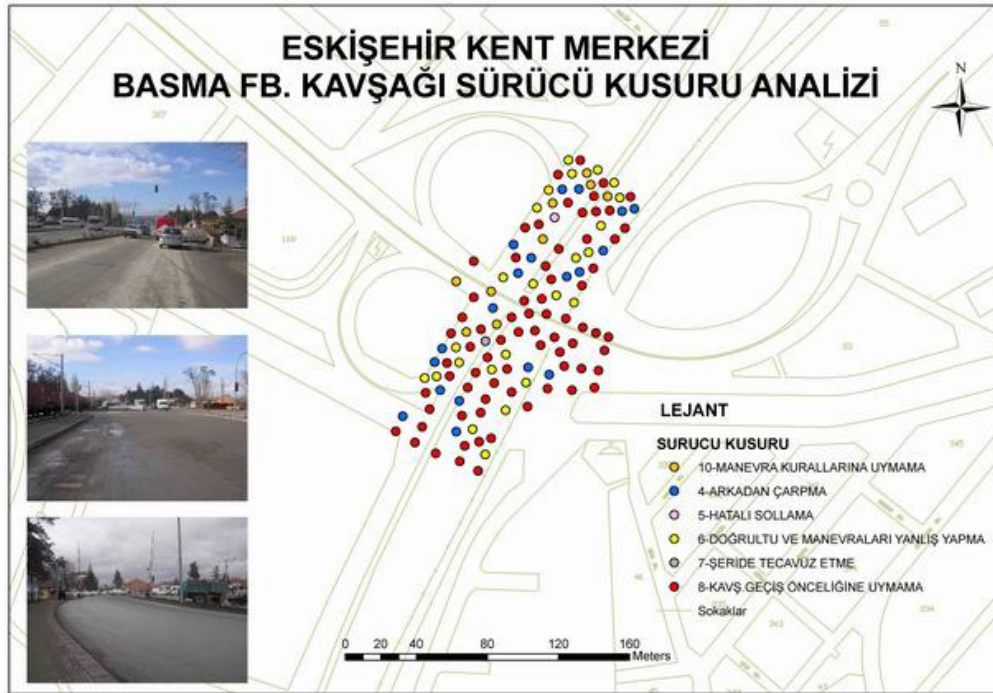 ESKİŞEHİR KENT MERKEZİ
BASMA FB. KAVŞAĞI SÜRÜCÜ KUSURU ANALİZİ
N
LEJANT
SURUCU KUSURU
10-MANEVRA KURALLARINA UYMAMA
4-ARKADAN ÇARPMA
5-HATALI SOLLAMA
6-DOĞRULTU VE MANEVRALARI YANLIŞ YAPMA
7-ŞERİDE TECAVÜZ ETME
8-KAVŞ.GEÇİŞ ÖNCELİĞİNE UYMAMA
Sokaklar
0 20 40 80 120 160
Meters